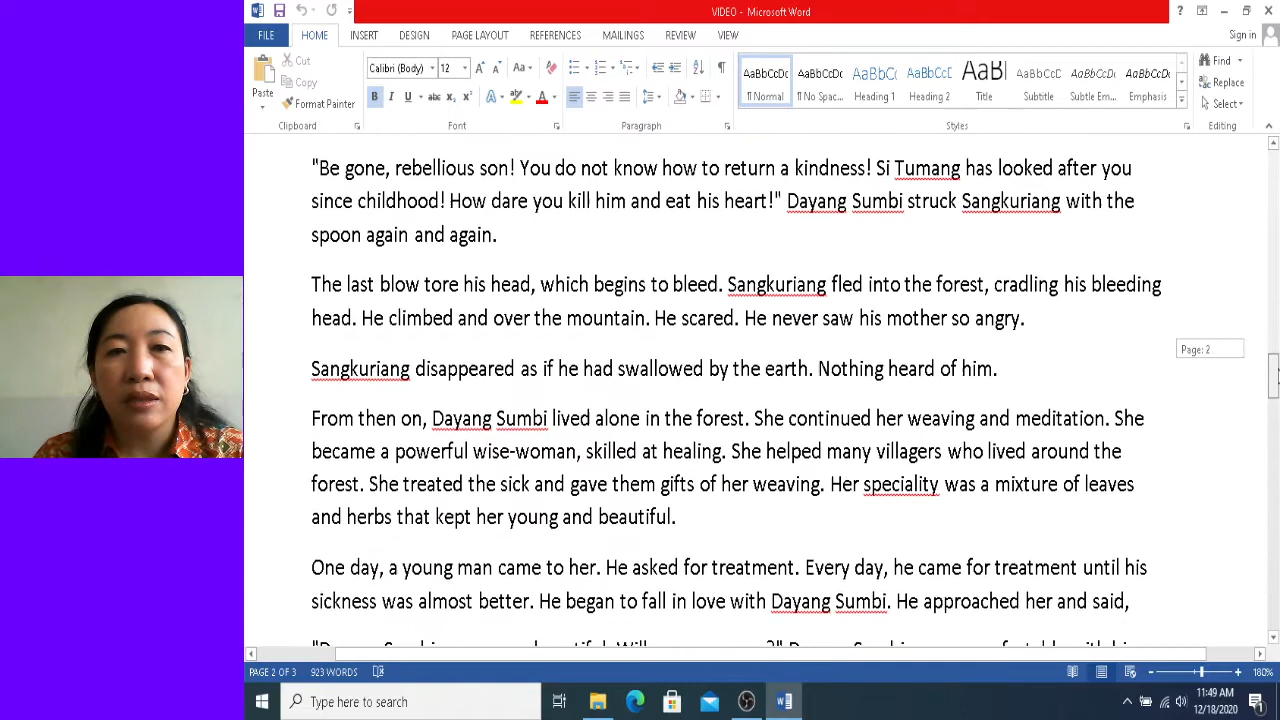 VIDEO - Microsoft Word
FILE HOME INSERT DESIGN PAGE LAYOUT REFERENCES MAILINGS REVIEW VIEW Sign in
Cut
Copy
Format Painter
Paste
Calibri (Body) 12
AaBbCcDc AaBbCcDc AaBbCc AaBbCcD AaBl AaBbCcD AaBbCcDc AaBbCcDc
¶ Normal ¶ No Spac... Heading 1 Heading 2 Title Subtitle Subtle Em... Emphasis
Find
Replace
Select
Clipboard Font Paragraph Styles Editing
"Be gone, rebellious son! You do not know how to return a kindness! Si Tumang has looked after you
since childhood! How dare you kill him and eat his heart!" Dayang Sumbi struck Sangkuriang with the
spoon again and again.
The last blow tore his head, which begins to bleed. Sangkuriang fled into the forest, cradling his bleeding
head. He climbed and over the mountain. He scared. He never saw his mother so angry.
Page: 2
Sangkuriang disappeared as if he had swallowed by the earth. Nothing heard of him.
From then on, Dayang Sumbi lived alone in the forest. She continued her weaving and meditation. She
became a powerful wise-woman, skilled at healing. She helped many villagers who lived around the
forest. She treated the sick and gave them gifts of her weaving. Her speciality was a mixture of leaves
and herbs that kept her young and beautiful.
One day, a young man came to her. He asked for treatment. Every day, he came for treatment until his
sickness was almost better. He began to fall in love with Dayang Sumbi. He approached her and said,
PAGE 2 OF 3 923 WORDS 180%
Type here to search
11:49 AM
12/18/2020